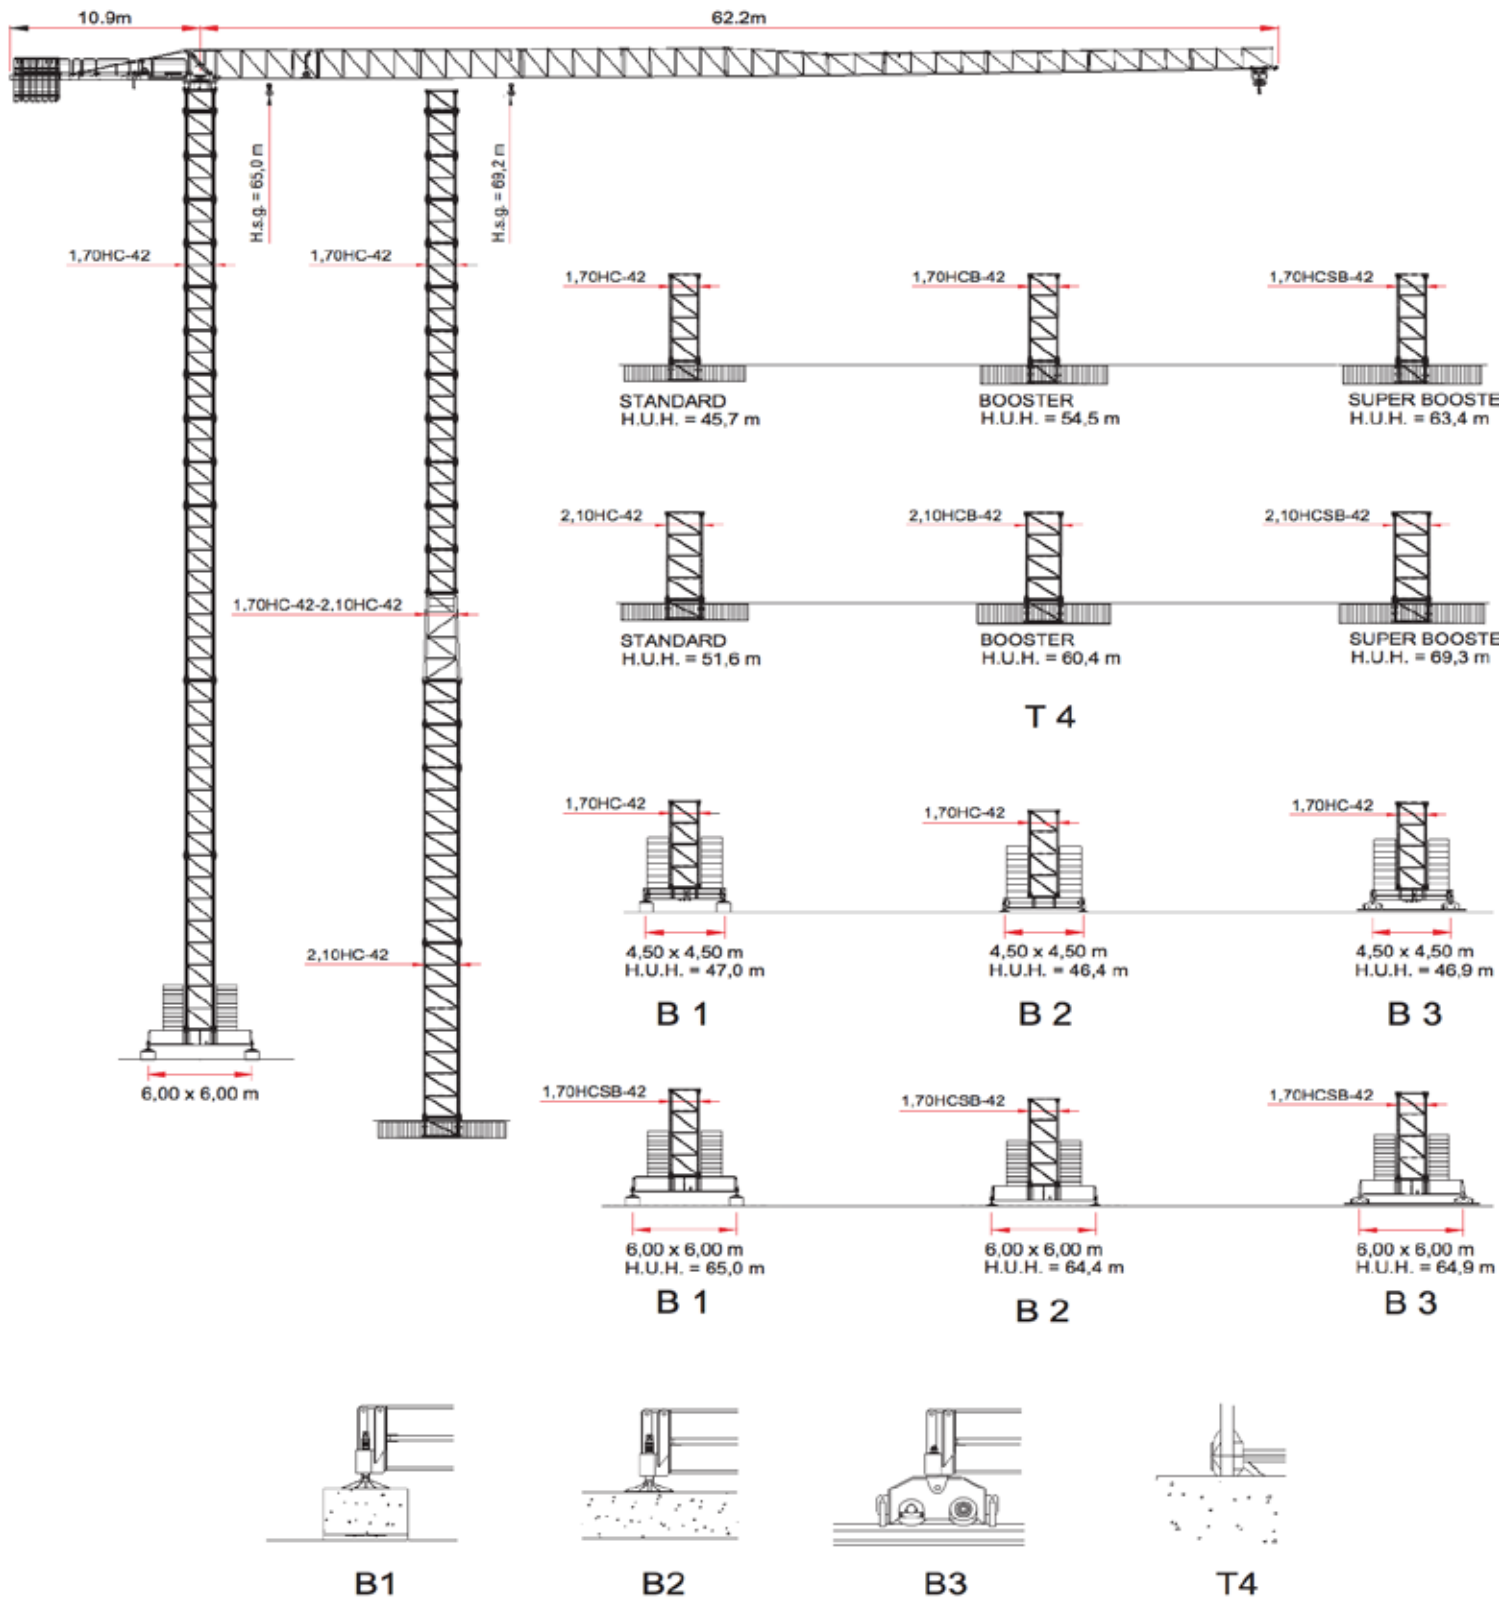 10.9m 62.2m
H.s.g. = 65,0 m
H.s.g. = 69,2 m
1,70HC-42 1,70HC-42
1,70HC-42 1,70HCB-42 1,70HCSB-42
STANDARD BOOSTER SUPER BOOSTE
H.U.H. = 45,7 m H.U.H. = 54,5 m H.U.H. = 63,4 m
2,10HC-42 2,10HCB-42 2,10HCSB-42
1,70HC-42-2,10HC-42
STANDARD BOOSTER SUPER BOOSTE
H.U.H. = 51,6 m H.U.H. = 60,4 m H.U.H. = 69,3 m
T 4
1,70HC-42 1,70HC-42 1,70HC-42
2,10HC-42
4,50 x 4,50 m 4,50 x 4,50 m 4,50 x 4,50 m
H.U.H. = 47,0 m H.U.H. = 46,4 m H.U.H. = 46,9 m
B 1 B 2 B 3
6,00 x 6,00 m
1,70HCSB-42 1,70HCSB-42 1,70HCSB-42
6,00 x 6,00 m 6,00 x 6,00 m 6,00 x 6,00 m
H.U.H. = 65,0 m H.U.H. = 64,4 m H.U.H. = 64,9 m
B 1 B 2 B 3
B1 B2 B3 T4